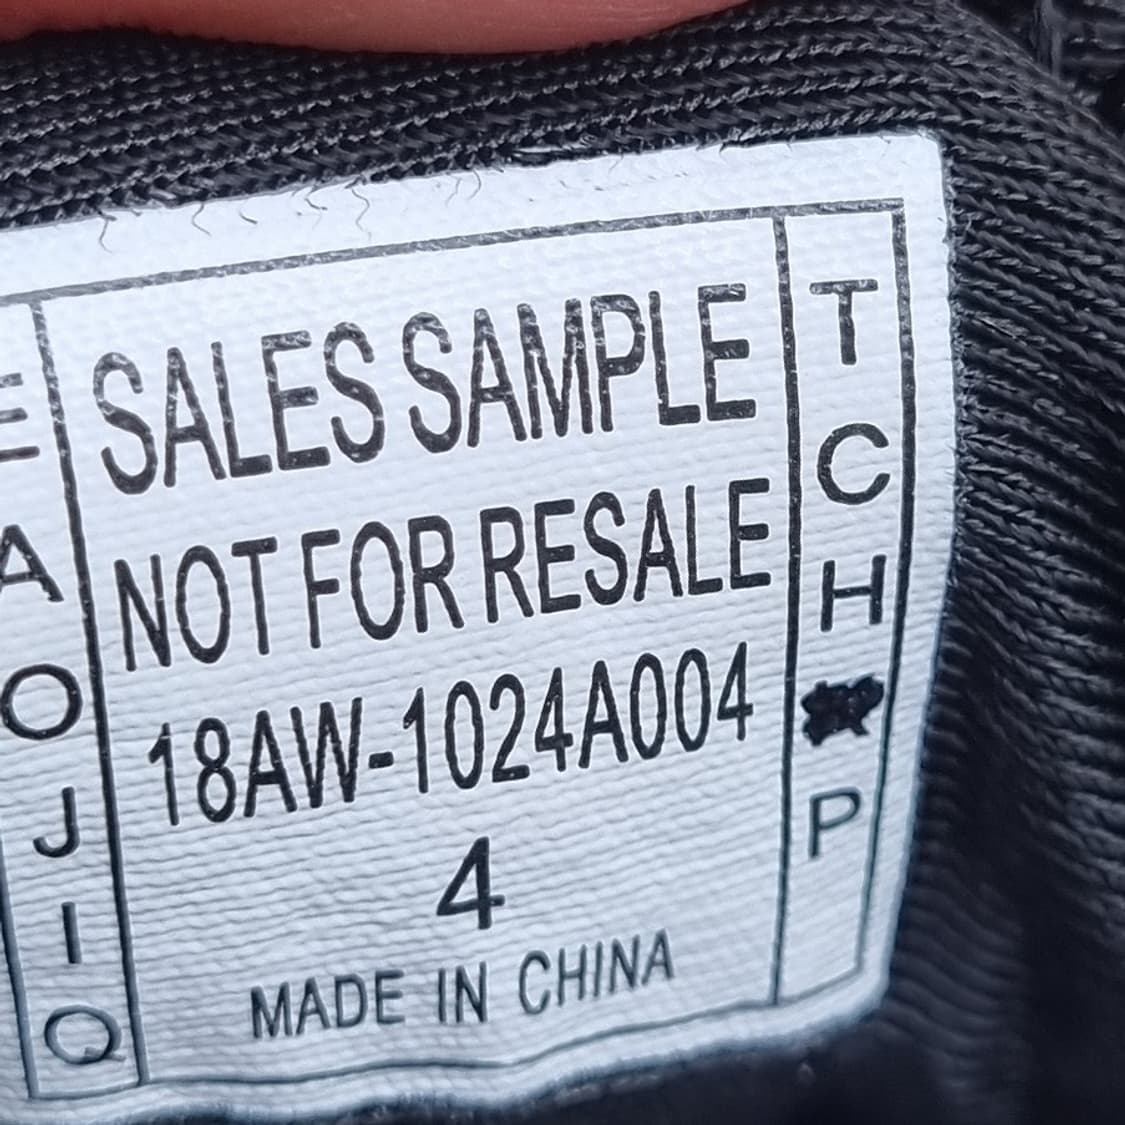 E
A
O
J
I
Q
SALES SAMPLE
NOT FOR RESALE
18AW-1024A004
4
MADE IN CHINA
T
C
H
P